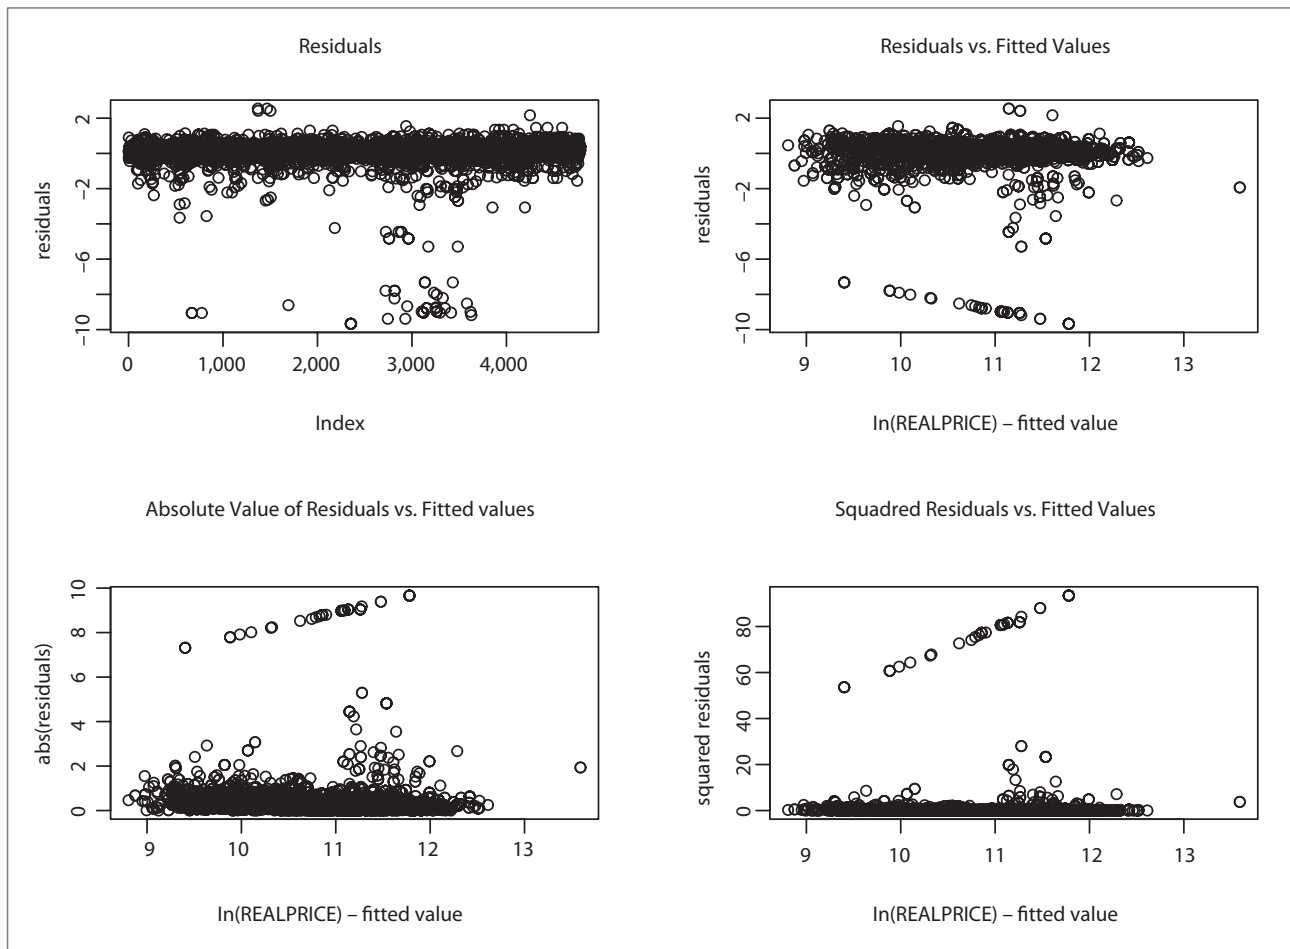 Residuals
2
−2
−6
−10
residuals
0 1,000 2,000 3,000 4,000
Index
Residuals vs. Fitted Values
2
−2
−6
−10
residuals
9 10 11 12 13
ln(REALPRICE) – fitted value
Absolute Value of Residuals vs. Fitted values
10
8
6
4
2
0
abs(residuals)
9 10 11 12 13
ln(REALPRICE) – fitted value
Squadred Residuals vs. Fitted Values
80
60
40
20
0
squared residuals
9 10 11 12 13
ln(REALPRICE) – fitted value